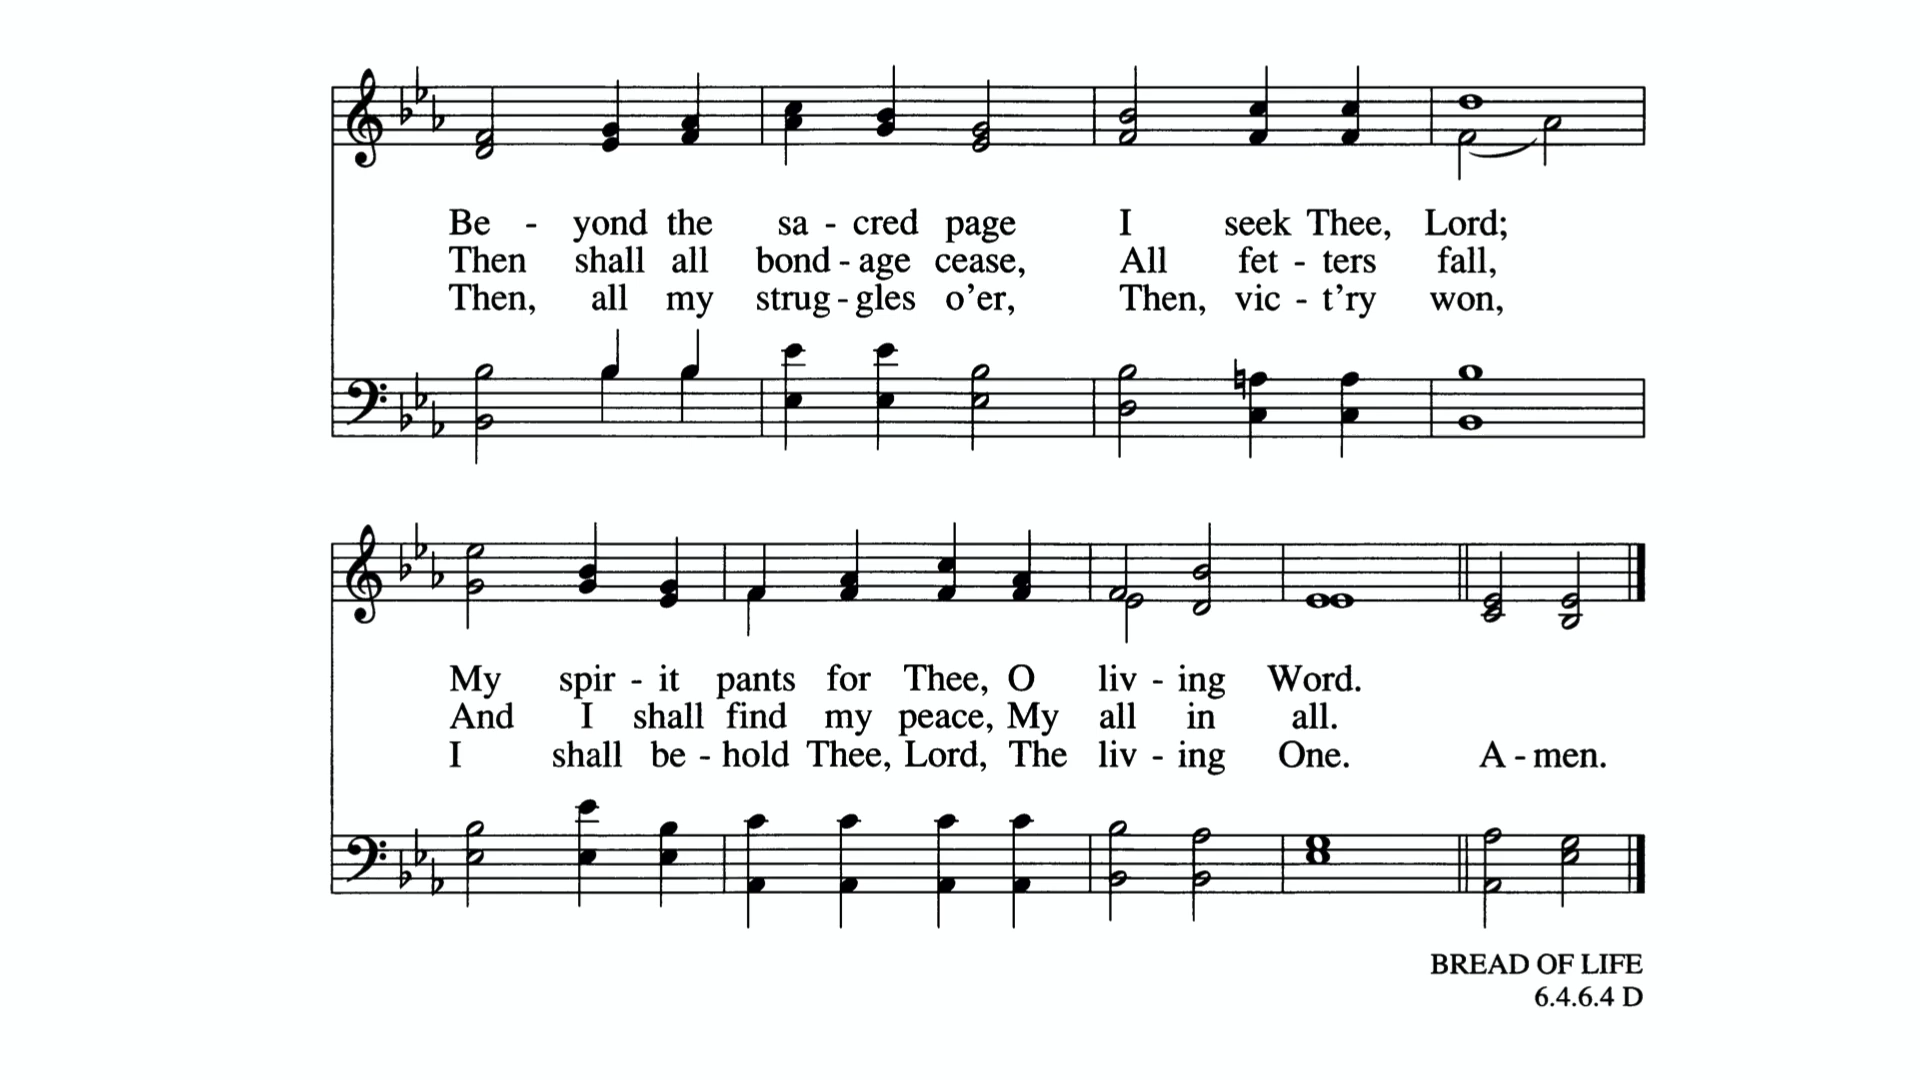 Be - yond the sa - cred page I seek Thee, Lord;
Then shall all bond - age cease, All fet - ters fall,
Then, all my strug - gles o'er, Then, vic - t'ry won,
My spir - it pants for Thee, O liv - ing Word.
And I shall find my peace, My all in all.
I shall be - hold Thee, Lord, The liv - ing One. A - men.
BREAD OF LIFE
6.4.6.4 D